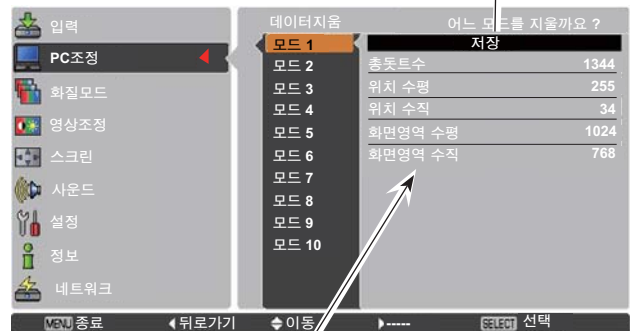 입력
PC조정
화질모드
영상조정
스크린
사운드
설정
정보
네트워크
데이터지움
모드 1
모드 2
모드 3
모드 4
모드 5
모드 6
모드 7
모드 8
모드 9
모드 10
어느 모드를 지울까요 ?
저장
총돗트수 1344
위치 수평 255
위치 수직 34
화면영역 수평 1024
화면영역 수직 768
MENU 종료 뒤로가기 이동 ----- SELECT 선택